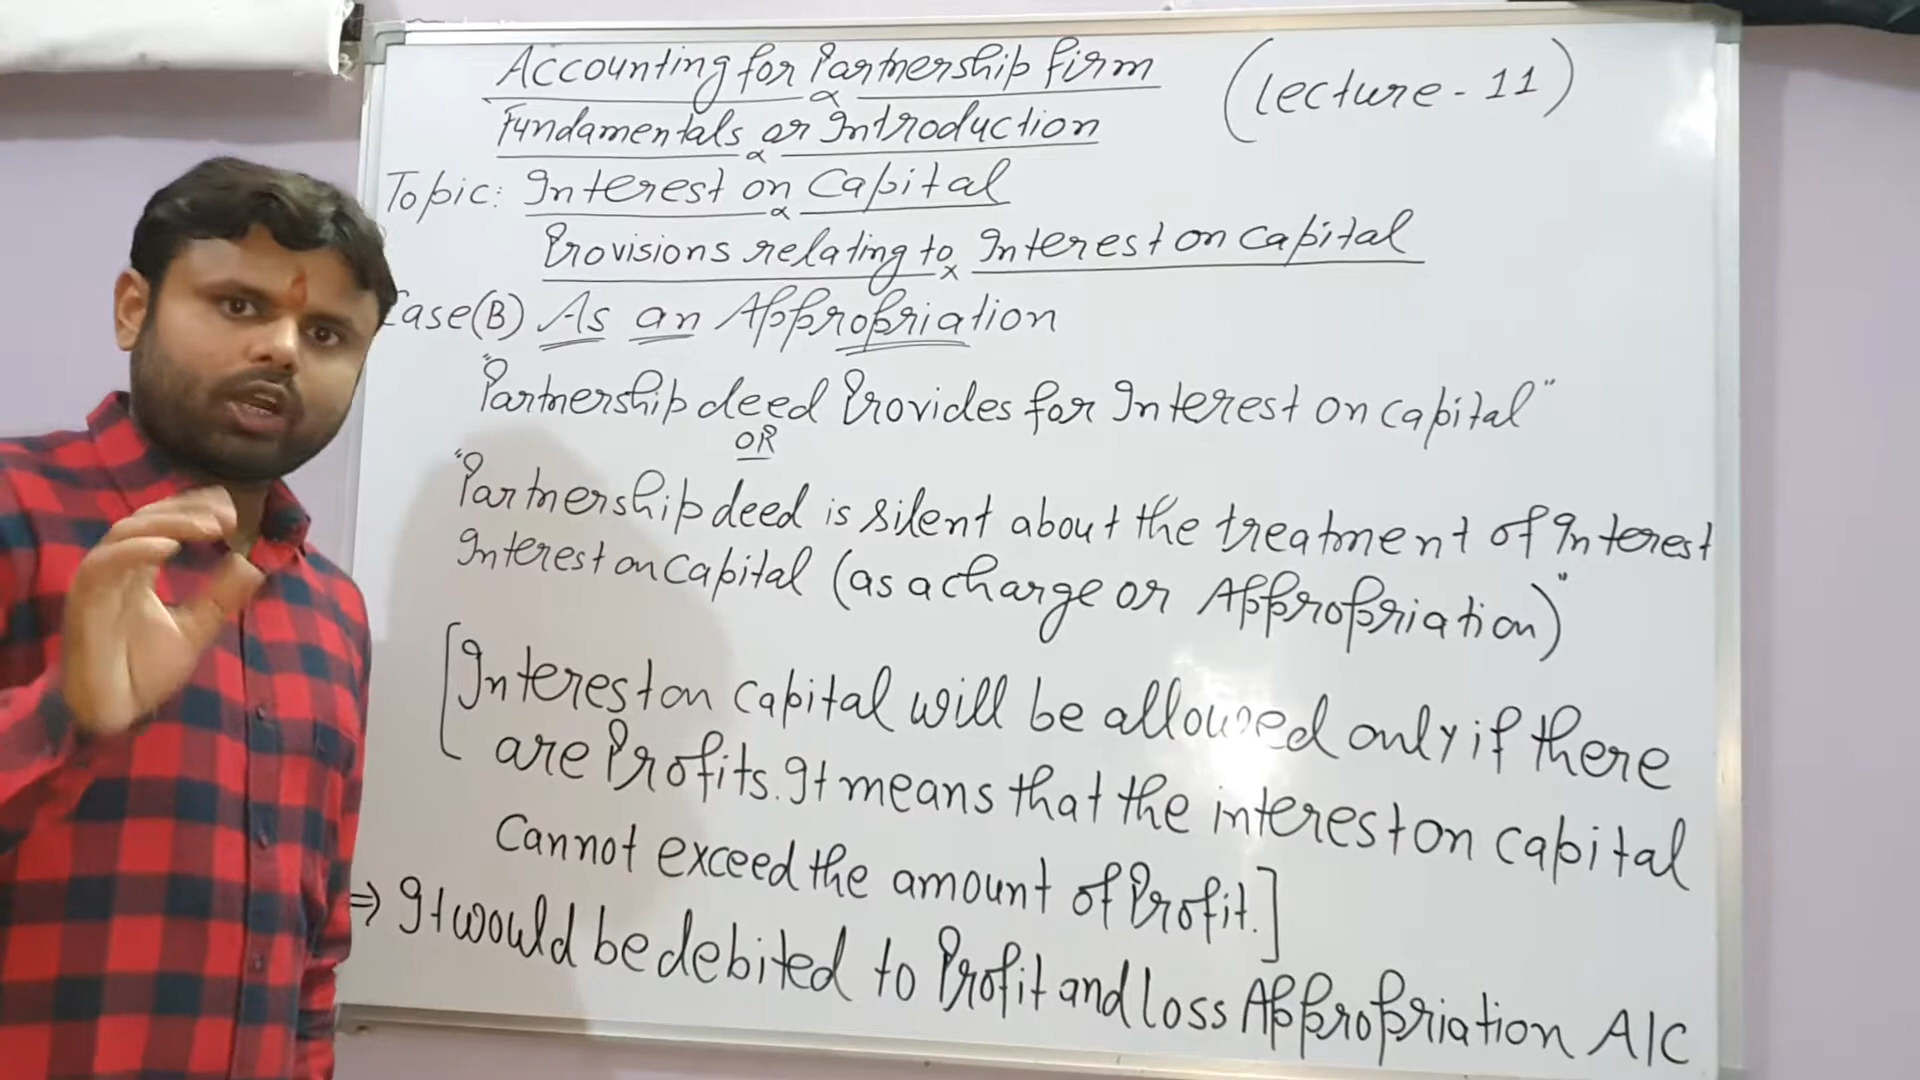 Accounting for Partnership firm
(Lecture - 11)
Fundamentals or Introduction
Topic: Interest on Capital
Provisions relating to Interest on Capital
Case(B) As an Appropriation
"Partnership deed Provides for Interest on capital"
OR
"Partnership deed is silent about the treatment of Interest
Interest on Capital (as a charge or Appropriation)"
[Interest on capital will be allowed only if there
are Profits. It means that the interest on capital
Cannot exceed the amount of Profit.]
⇒ It would be debited to Profit and loss Appropriation A/C